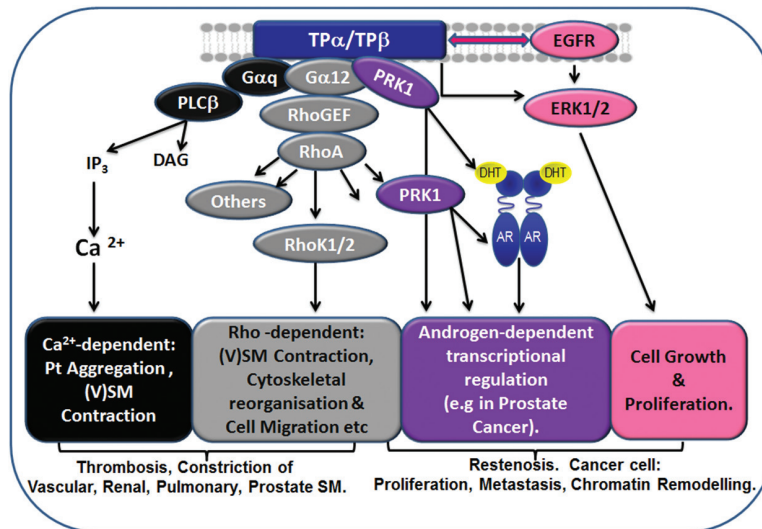 TPα/TPβ
EGFR
Gαq
Gα12
PRK1
PLCβ
RhoGEF
ERK1/2
RhoA
IP3
DAG
DHT
DHT
Others
PRK1
AR
AR
Ca 2+
RhoK1/2
Ca2+-dependent:
Pt Aggregation ,
(V)SM
Contraction
Rho -dependent:
(V)SM Contraction,
Cytoskeletal
reorganisation &
Cell Migration etc
Androgen-dependent
transcriptional
regulation
(e.g in Prostate
Cancer).
Cell Growth
&
Proliferation.
Thrombosis, Constriction of
Vascular, Renal, Pulmonary, Prostate SM.
Restenosis. Cancer cell:
Proliferation, Metastasis, Chromatin Remodelling.